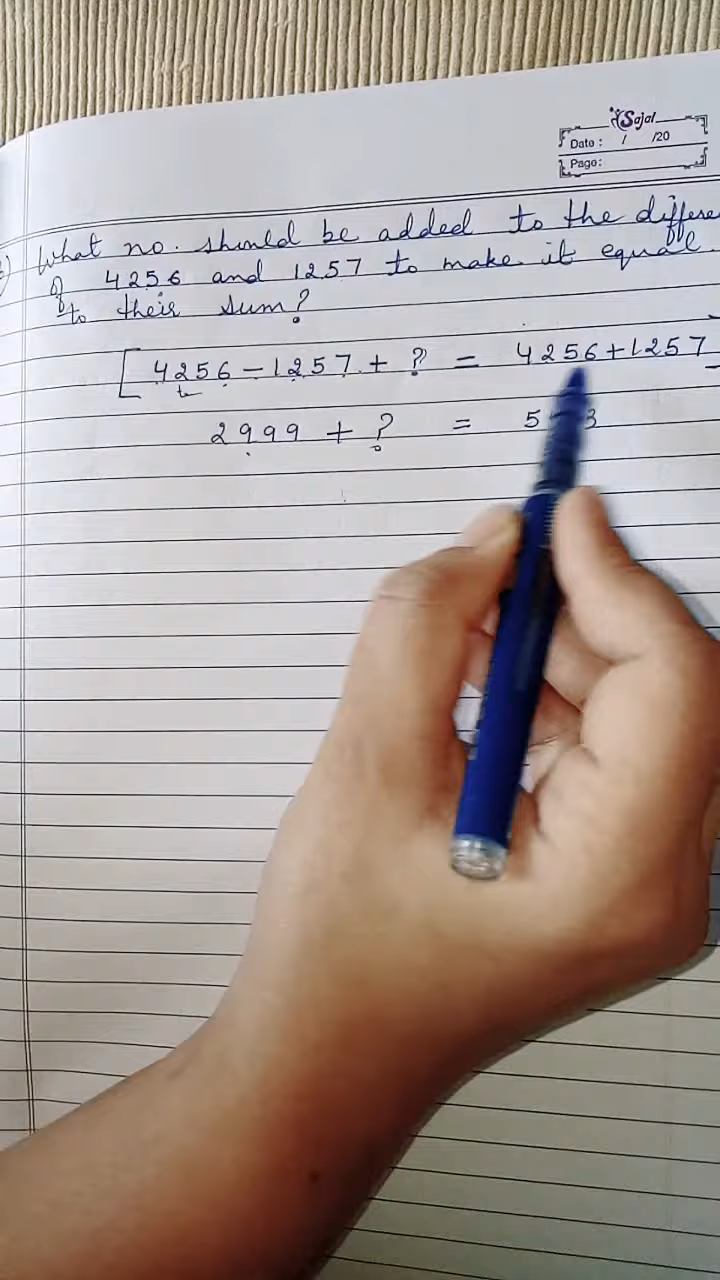 Sajal
Date : / /20
Page:
What no. should be added to the differe
of 4256 and 1257 to make it equal
to their sum?
[ 4256 - 1257 + ? = 4256 + 1257
2999 + ? =